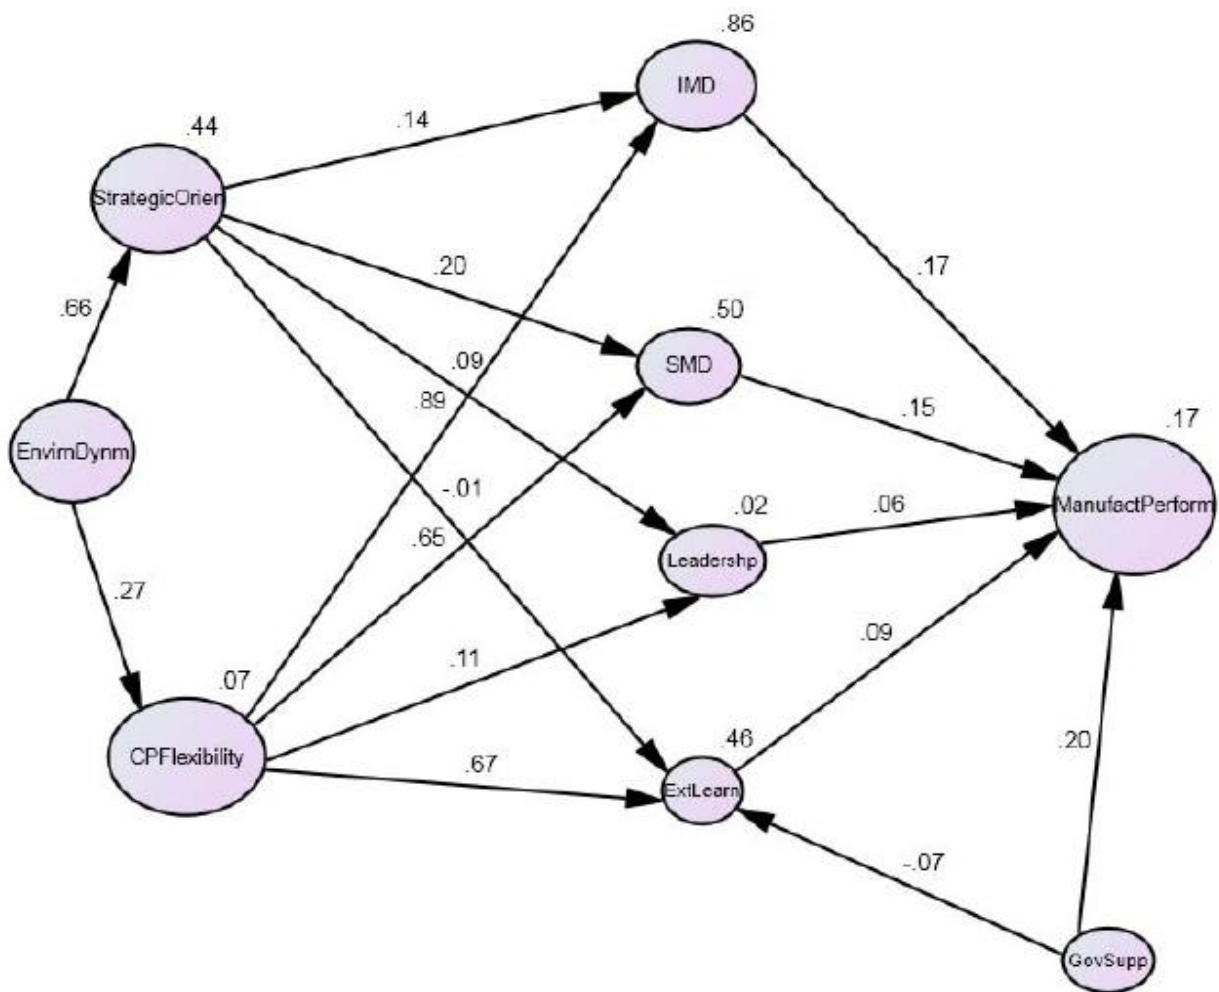 .86
IMD
.14
.44
StrategicOrien
.17
.20
.50
.66
.09
SMD
.89
.15
.17
EnvirnDynm
-.01
.02
.06
ManufactPerform
.65
Leadershp
.27
.11
.09
.07
.46
.20
CPFlexibility
.67
ExtLearn
-.07
GovSupp